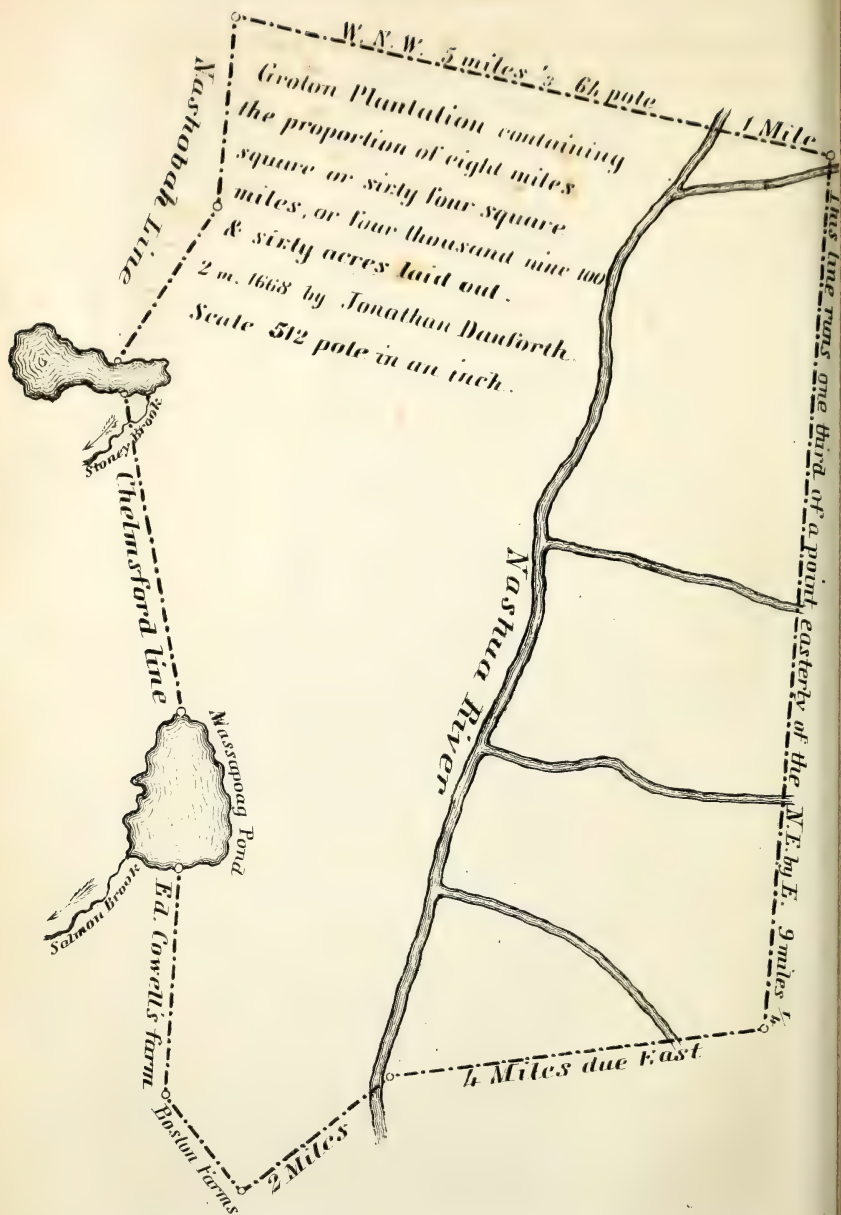 W. N. W. 5 miles ⅓ 64 pole
1 Mile
Groton Plantation containing
the proportion of eight miles
square or sixty four square
miles, or four thousand nine 100
& sixty acres laid out.
2 m. 1668 by Jonathan Danforth.
Scale 512 pole in an inch.
Nashobah Line
Stoney Brook
Chelmsford line
Massapoag Pond
Salmon Brook
Ed. Cowell's farm
Boston Farms
2 Miles
4 Miles due East
Nashua River
This line runs one third of a point easterly of the N.E. by E. 9 miles ¼